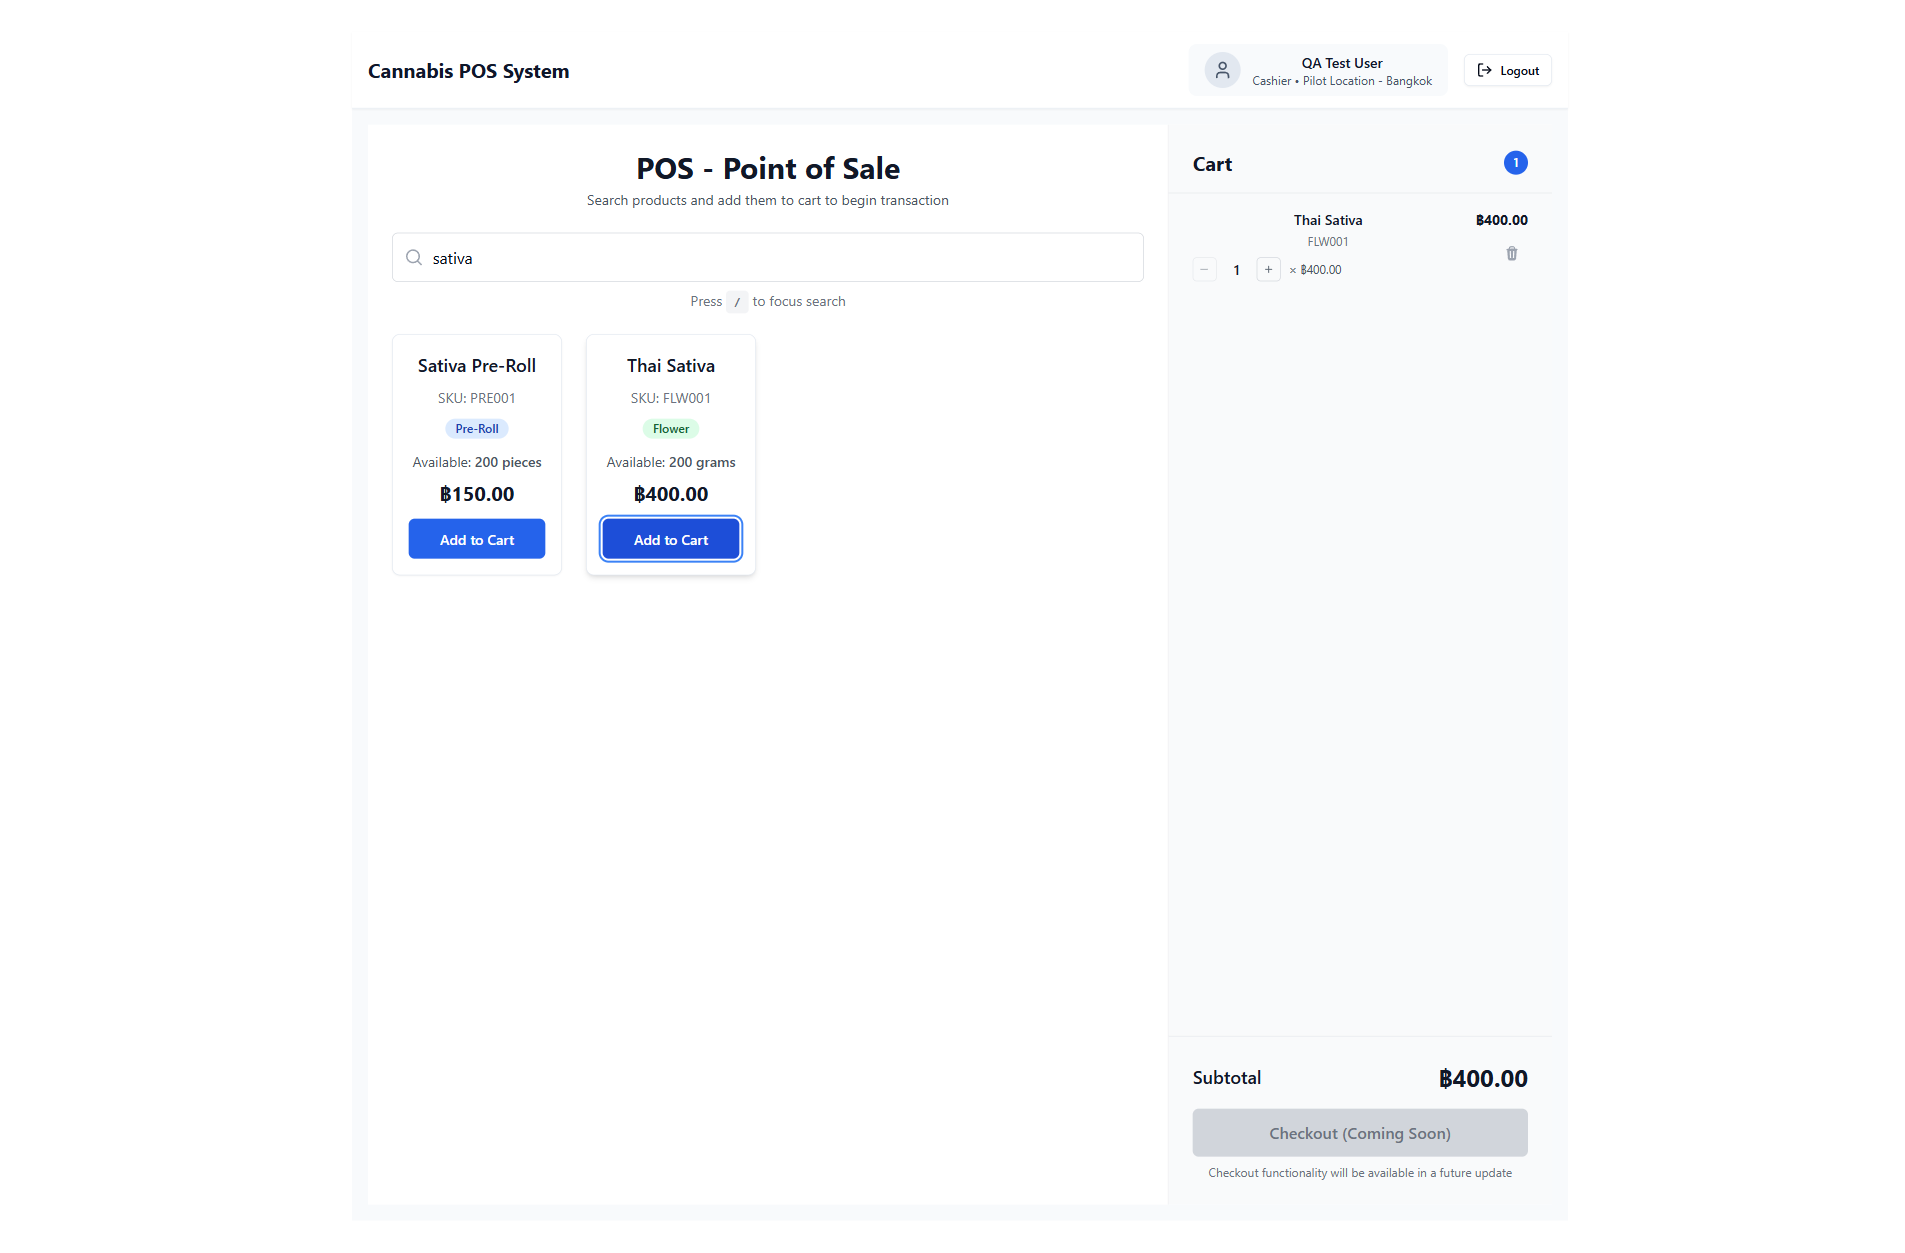 Cannabis POS System
QA Test User
Cashier • Pilot Location - Bangkok
Logout
POS - Point of Sale
Search products and add them to cart to begin transaction
sativa
Press / to focus search
Sativa Pre-Roll
SKU: PRE001
Pre-Roll
Available: 200 pieces
฿150.00
Add to Cart
Thai Sativa
SKU: FLW001
Flower
Available: 200 grams
฿400.00
Add to Cart
Cart
1
Thai Sativa
฿400.00
FLW001
− 1 + × ฿400.00
Subtotal
฿400.00
Checkout (Coming Soon)
Checkout functionality will be available in a future update